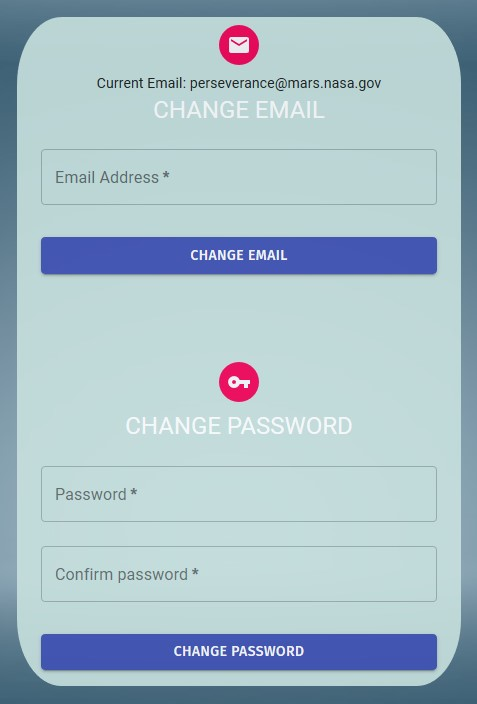 Current Email: perseverance@mars.nasa.gov
CHANGE EMAIL
Email Address *
CHANGE EMAIL
CHANGE PASSWORD
Password *
Confirm password *
CHANGE PASSWORD